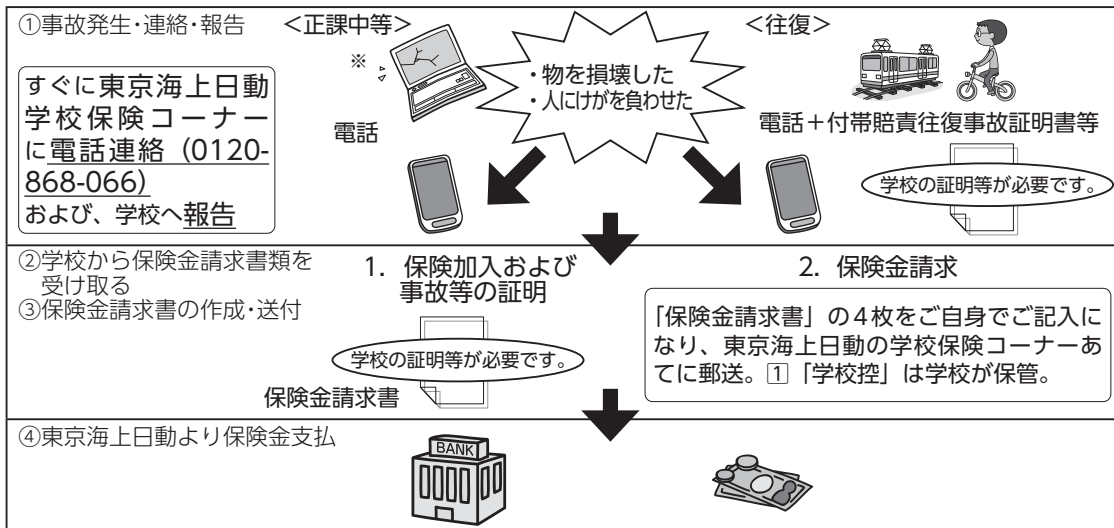 ①事故発生・連絡・報告
すぐに東京海上日動
学校保険コーナー
に電話連絡（0120-
868-066）
および、学校へ報告
＜正課中等＞
※
電話
・物を損壊した
・人にけがを負わせた
＜往復＞
電話＋付帯賠責往復事故証明書等
学校の証明等が必要です。
②学校から保険金請求書類を
受け取る
③保険金請求書の作成・送付
1．保険加入および
事故等の証明
学校の証明等が必要です。
保険金請求書
2．保険金請求
「保険金請求書」の4枚をご自身でご記入に
なり、東京海上日動の学校保険コーナーあ
てに郵送。1「学校控」は学校が保管。
④東京海上日動より保険金支払
BANK